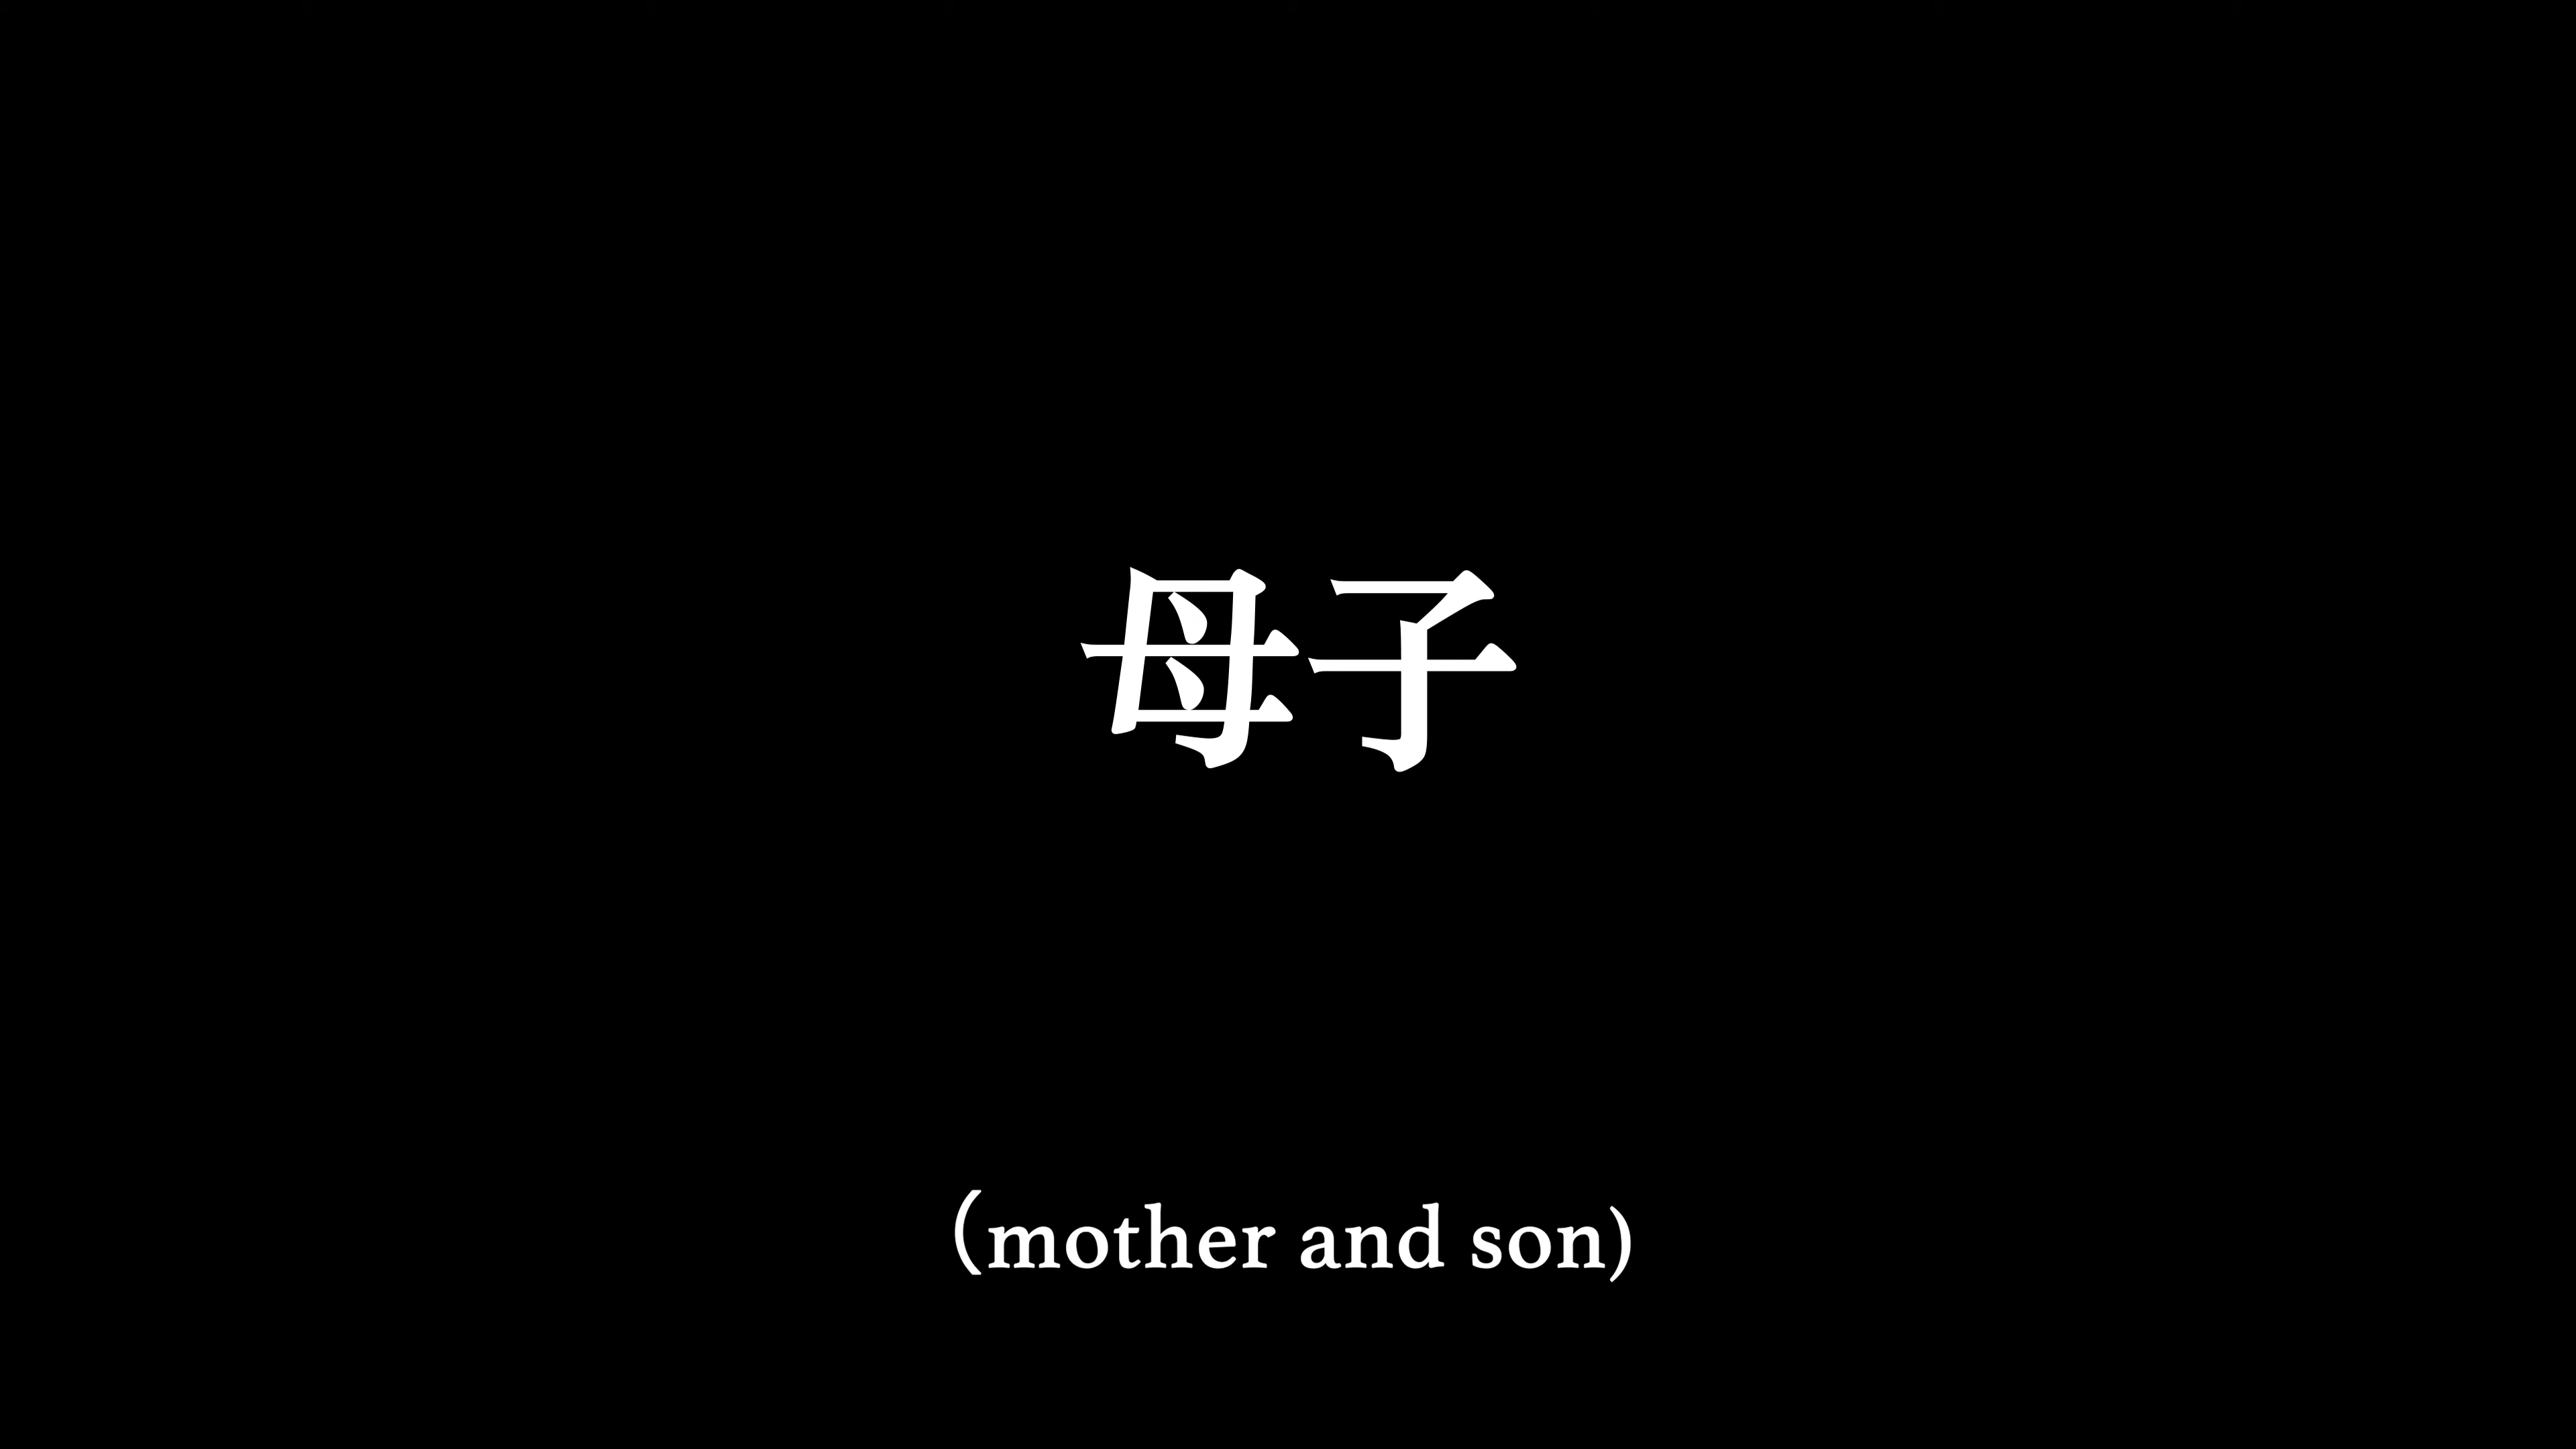 母子
(mother and son)